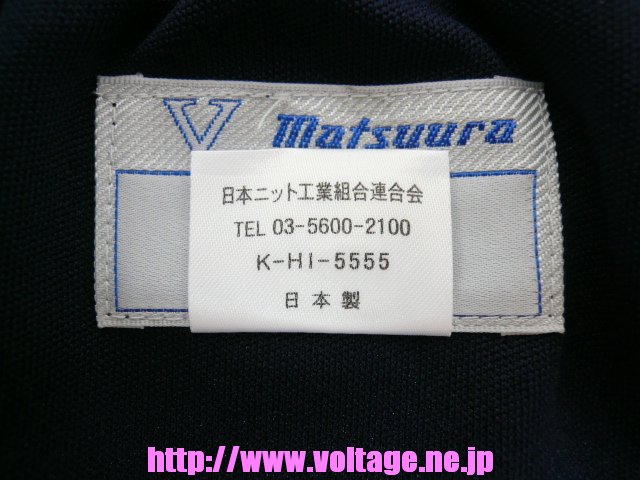 V Matsuura
日本ニット工業組合連合会
TEL 03-5600-2100
K-HI-5555
日本製
http://www.voltage.ne.jp